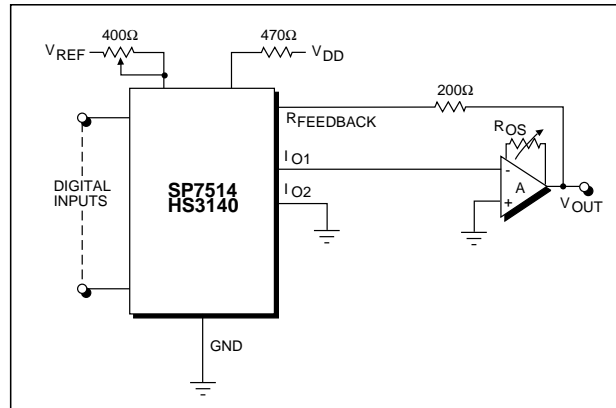 400Ω
470Ω
VREF
VDD
200Ω
RFEEDBACK
ROS
IO1
DIGITAL
INPUTS
SP7514
HS3140
IO2
-
A
+
VOUT
GND